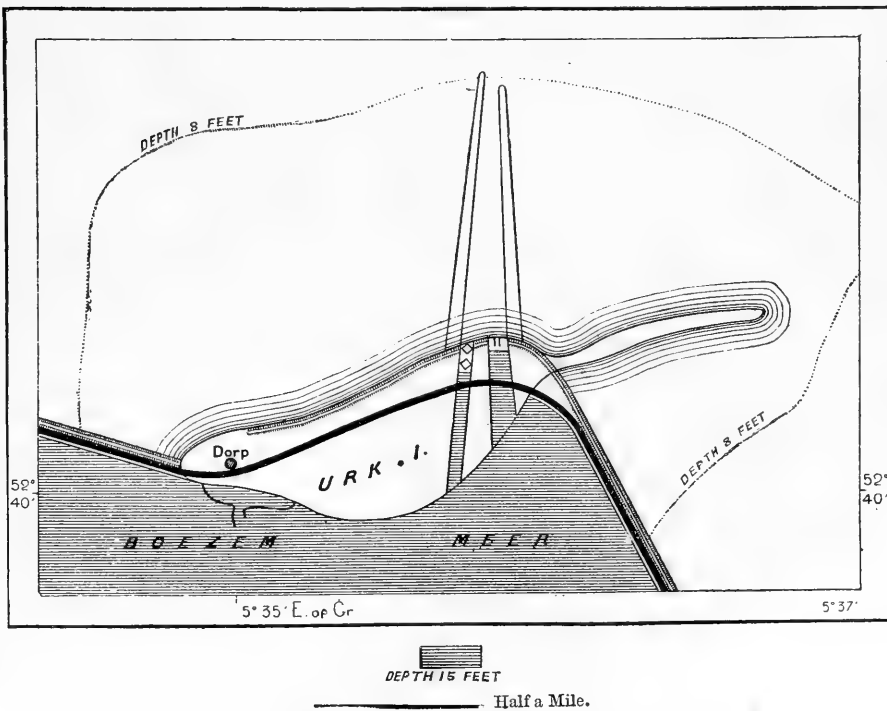 DEPTH 8 FEET
Dorp
URK . I.
DEPTH 8 FEET
52°
40'
52°
40'
BOEZEM MEER
5° 35' E. of Gr
5° 37'
DEPTH 15 FEET
Half a Mile.